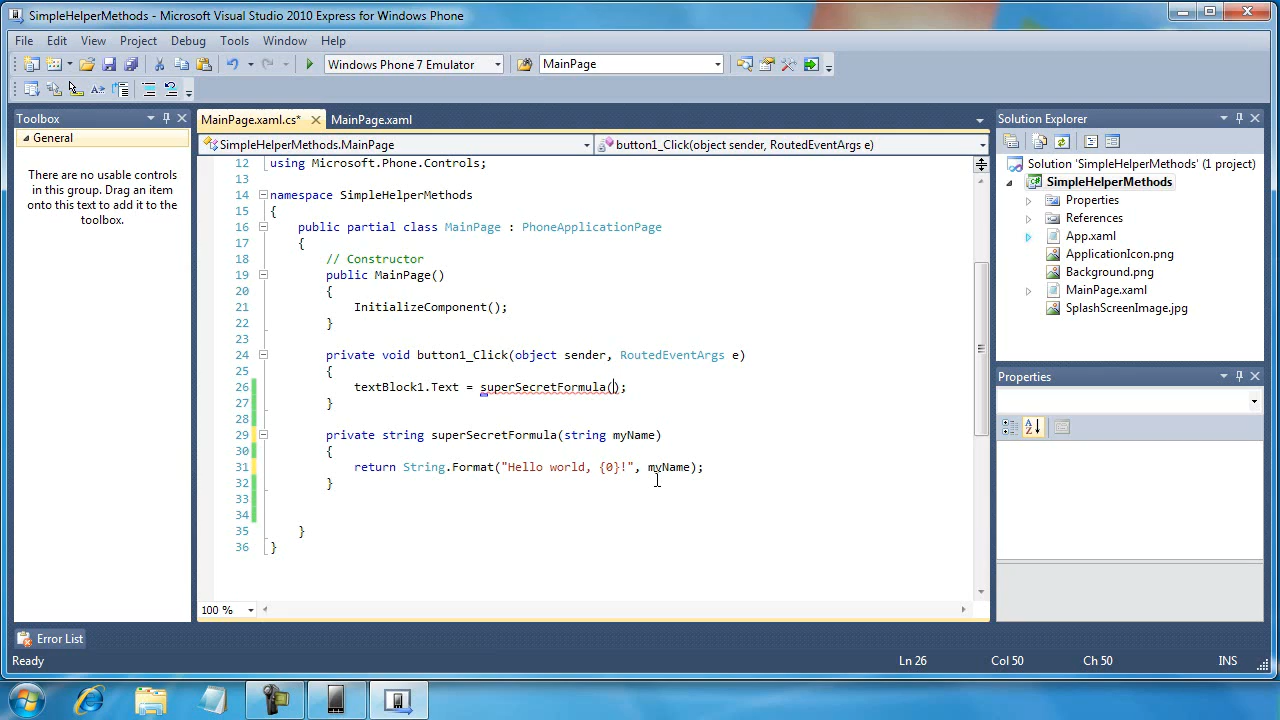 SimpleHelperMethods - Microsoft Visual Studio 2010 Express for Windows Phone
File Edit View Project Debug Tools Window Help
Windows Phone 7 Emulator MainPage
Toolbox
General
There are no usable controls
in this group. Drag an item
onto this text to add it to the
toolbox.
MainPage.xaml.cs* MainPage.xaml
SimpleHelperMethods.MainPage button1_Click(object sender, RoutedEventArgs e)
12 using Microsoft.Phone.Controls;
13
14 namespace SimpleHelperMethods
15 {
16 public partial class MainPage : PhoneApplicationPage
17 {
18 // Constructor
19 public MainPage()
20 {
21 InitializeComponent();
22 }
23
24 private void button1_Click(object sender, RoutedEventArgs e)
25 {
26 textBlock1.Text = superSecretFormula();
27 }
28
29 private string superSecretFormula(string myName)
30 {
31 return String.Format("Hello world, {0}!", myName);
32 }
33
34
35 }
36 }
100 %
Solution Explorer
Solution 'SimpleHelperMethods' (1 project)
SimpleHelperMethods
Properties
References
App.xaml
ApplicationIcon.png
Background.png
MainPage.xaml
SplashScreenImage.jpg
Properties
Error List
Ready Ln 26 Col 50 Ch 50 INS